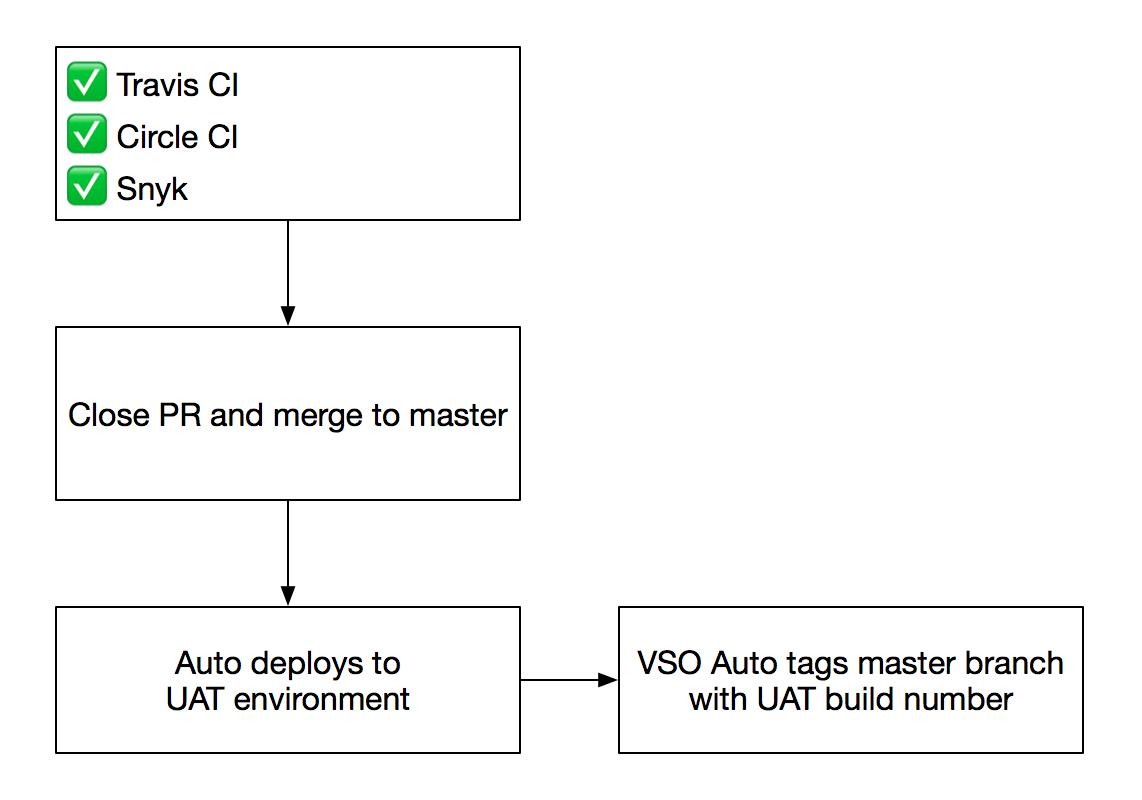 ✅ Travis CI
✅ Circle CI
✅ Snyk
Close PR and merge to master
Auto deploys to
UAT environment
VSO Auto tags master branch
with UAT build number